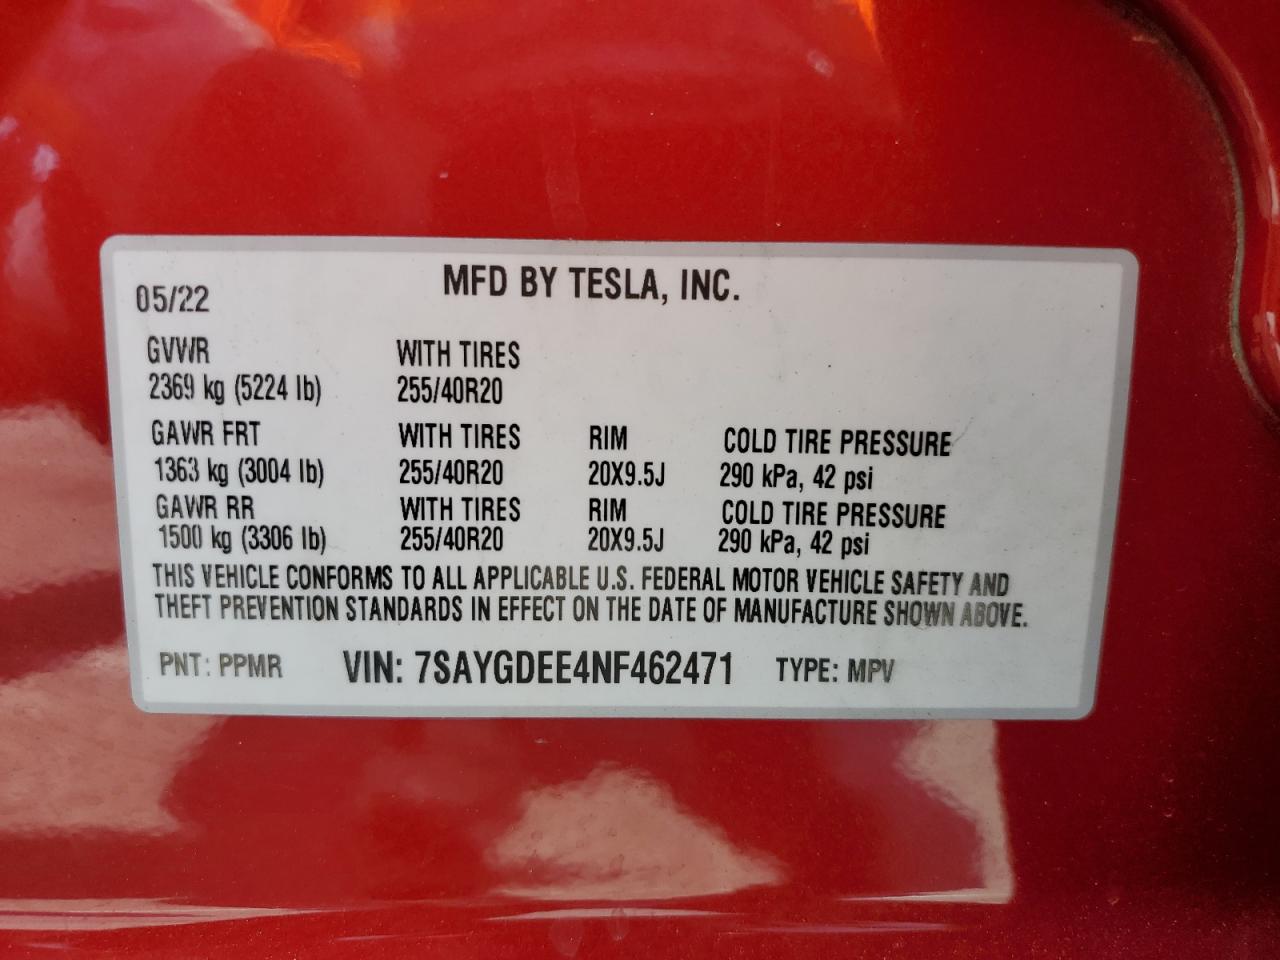 MFD BY TESLA, INC.
05/22
GVWR WITH TIRES
2369 kg (5224 lb) 255/40R20
GAWR FRT WITH TIRES RIM COLD TIRE PRESSURE
1363 kg (3004 lb) 255/40R20 20X9.5J 290 kPa, 42 psi
GAWR RR WITH TIRES RIM COLD TIRE PRESSURE
1500 kg (3306 lb) 255/40R20 20X9.5J 290 kPa, 42 psi
THIS VEHICLE CONFORMS TO ALL APPLICABLE U.S. FEDERAL MOTOR VEHICLE SAFETY AND
THEFT PREVENTION STANDARDS IN EFFECT ON THE DATE OF MANUFACTURE SHOWN ABOVE.
PNT: PPMR VIN: 7SAYGDEE4NF462471 TYPE: MPV